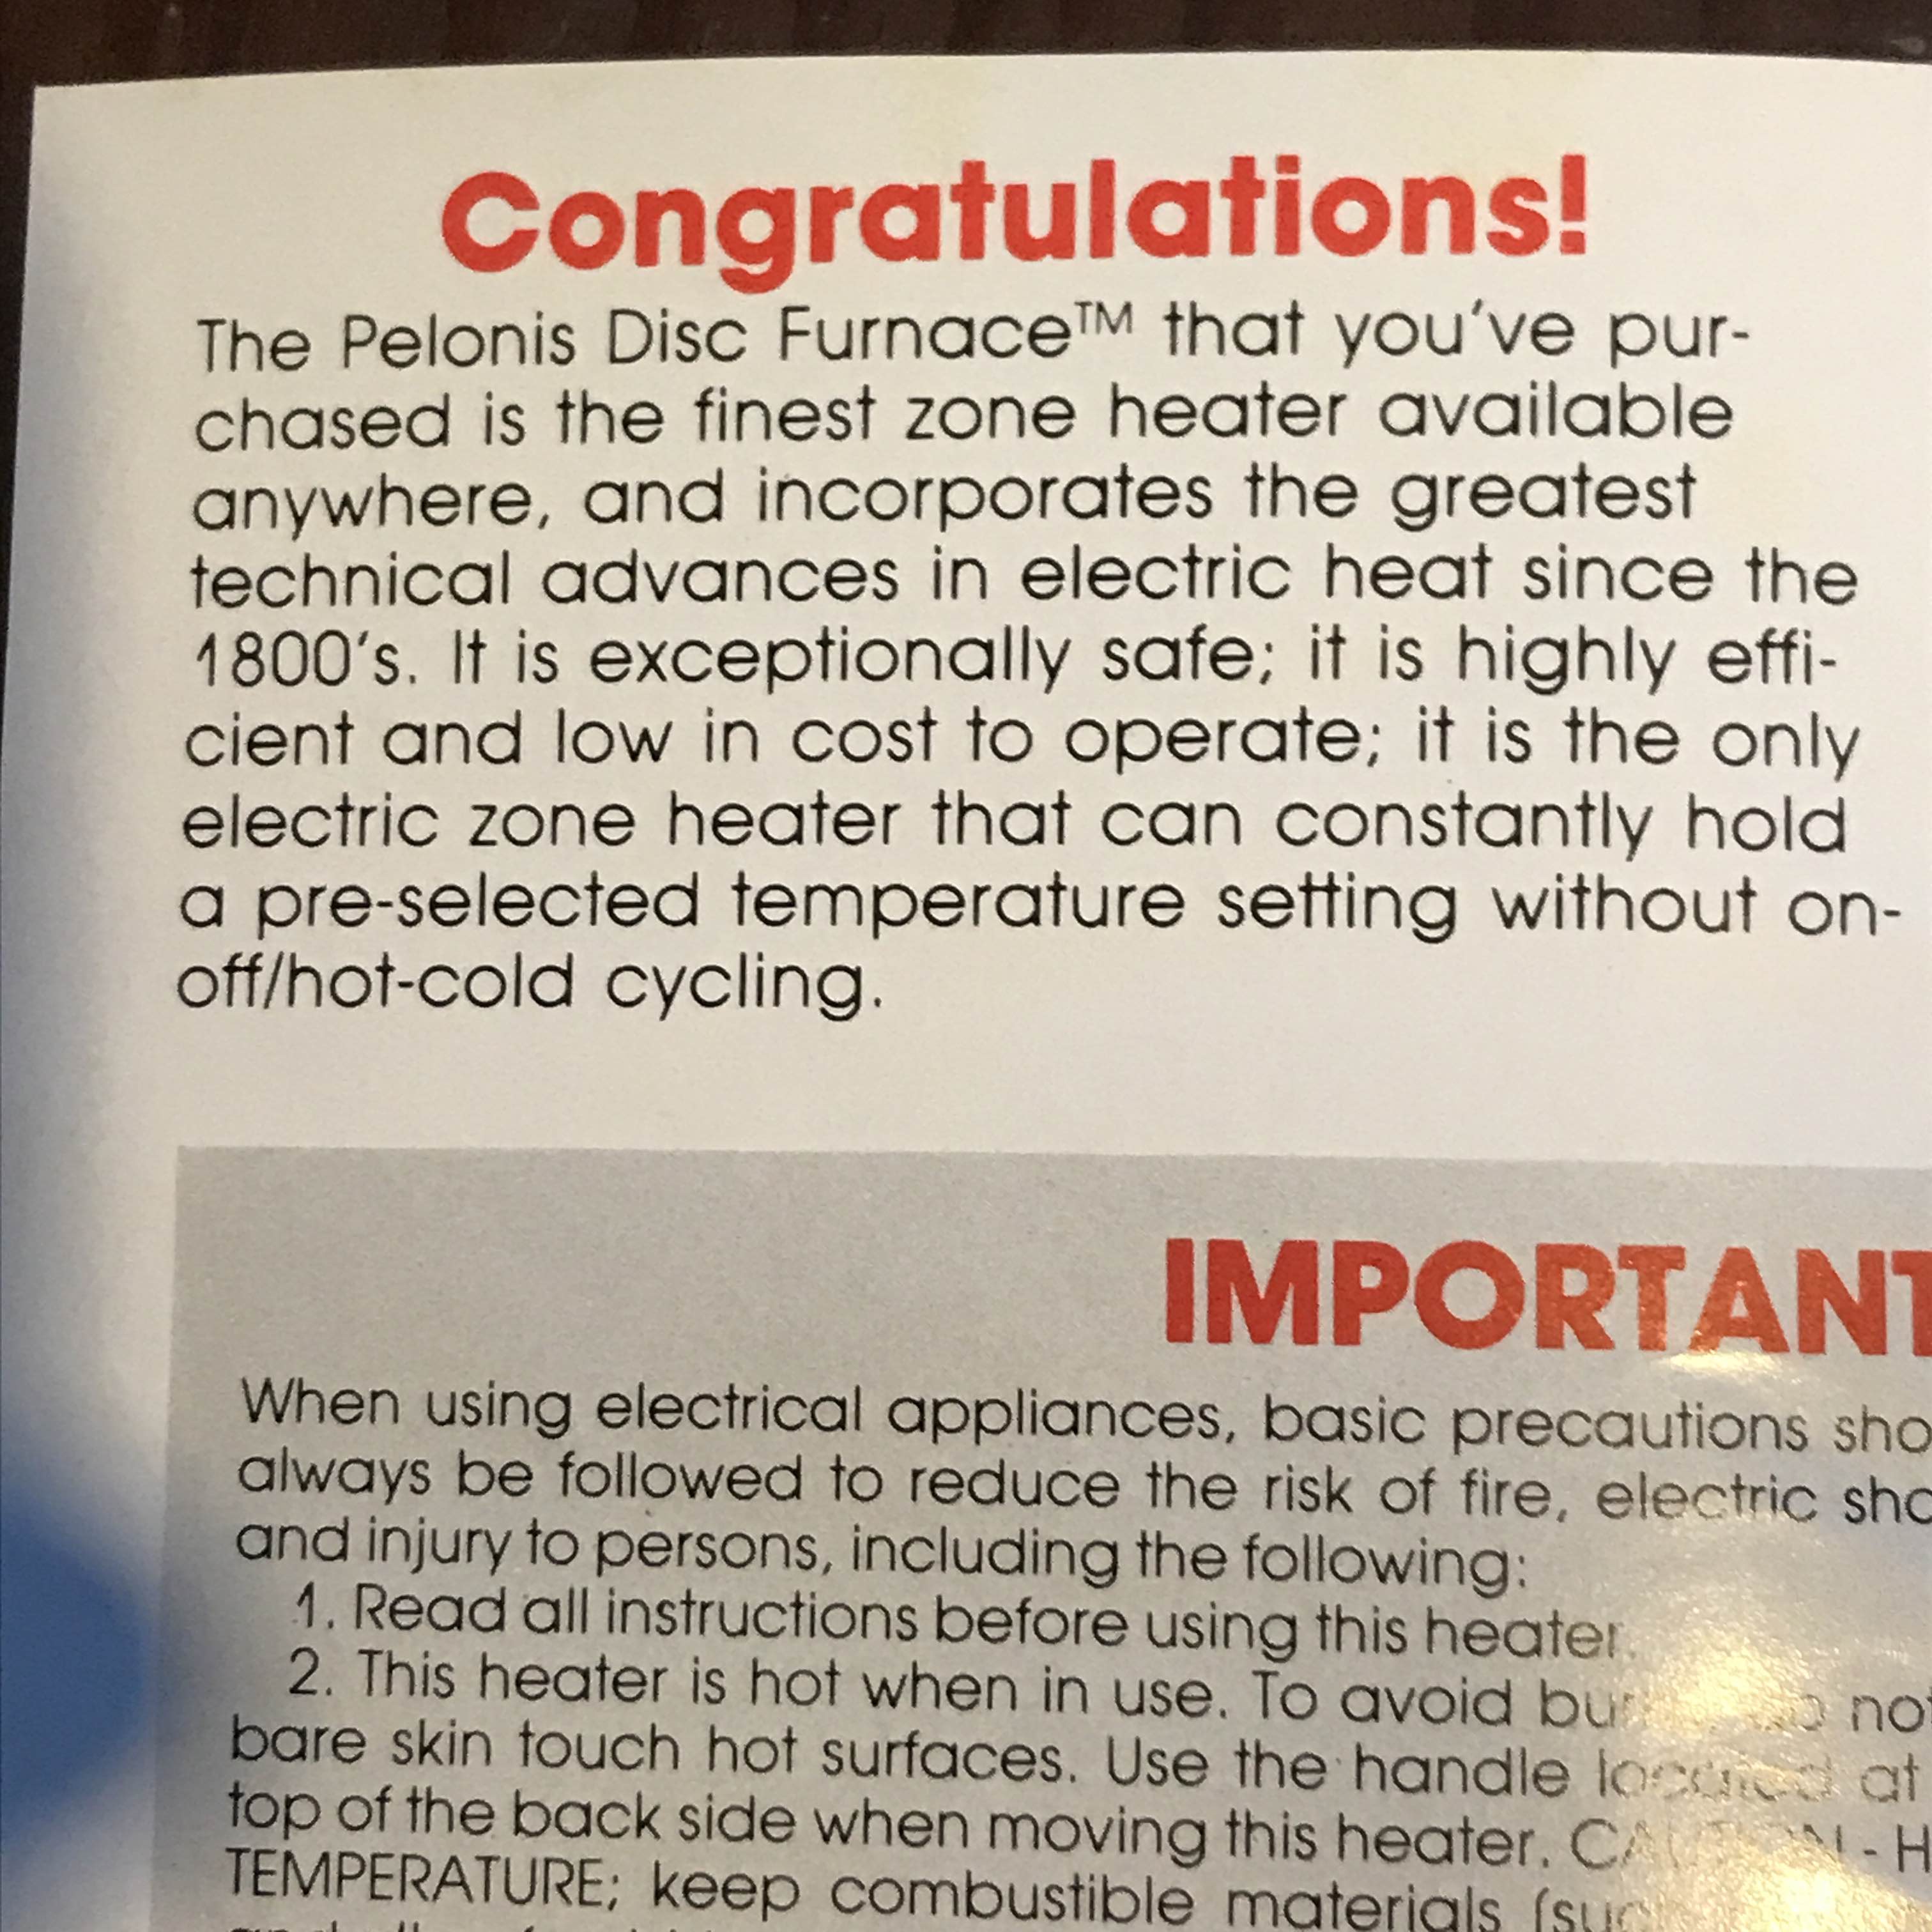 Congratulations!
The Pelonis Disc Furnace™ that you've pur-
chased is the finest zone heater available
anywhere, and incorporates the greatest
technical advances in electric heat since the
1800's. It is exceptionally safe; it is highly effi-
cient and low in cost to operate; it is the only
electric zone heater that can constantly hold
a pre-selected temperature setting without on-
off/hot-cold cycling.
IMPORTANT
When using electrical appliances, basic precautions
always be followed to reduce the risk of fire, electric
and injury to persons, including the following:
1. Read all instructions before using this heater.
2. This heater is hot when in use. To avoid
bare skin touch hot surfaces. Use the handle located at
top of the back side when moving this heater. CAUTION -
TEMPERATURE; keep combustible materials